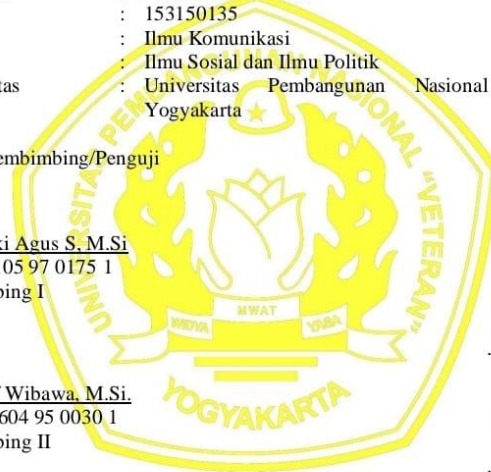 : 153150135
: Ilmu Komunikasi
: Ilmu Sosial dan Ilmu Politik
tas : Universitas Pembangunan Nasional
Yogyakarta
embimbing/Penguji
ki Agus S, M.Si
05 97 0175 1
bing I
Wibawa, M.Si.
604 95 0030 1
bing II
UNIVERSITAS PEMBANGUNAN NASIONAL "VETERAN"
WIDYA MWAT YASA
YOGYAKARTA